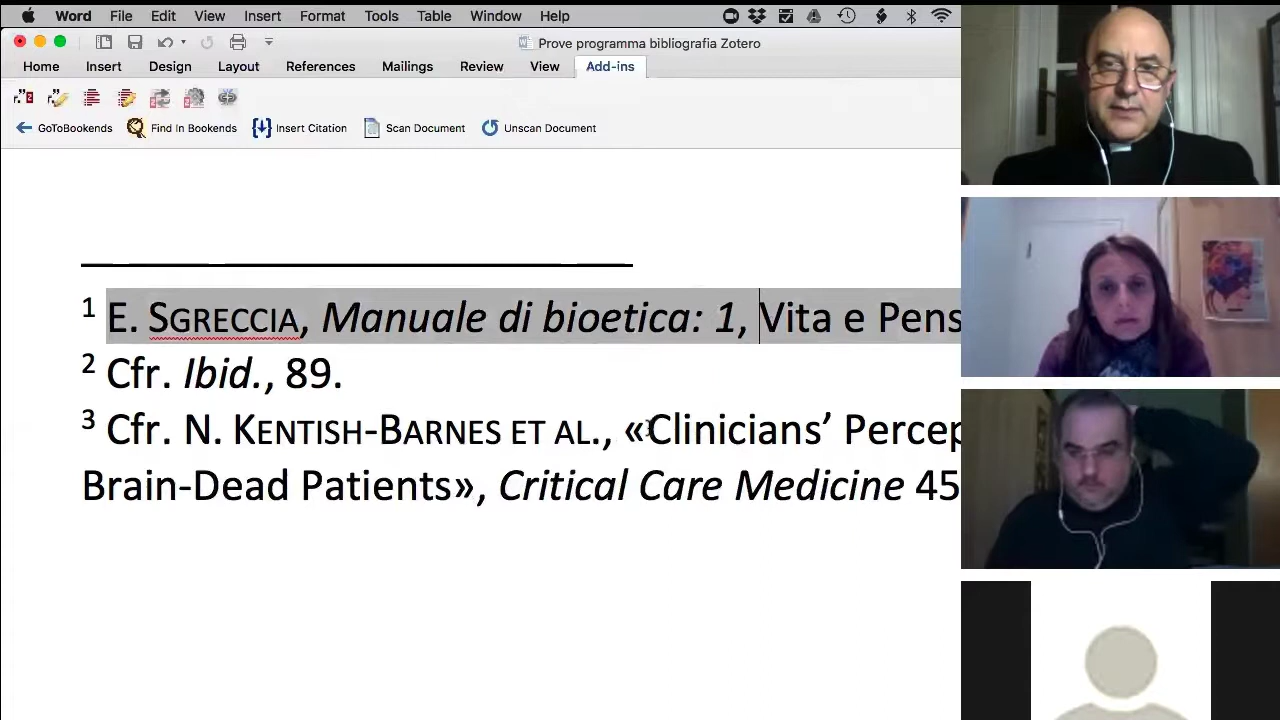 Word File Edit View Insert Format Tools Table Window Help
Prove programma bibliografia Zotero
Home Insert Design Layout References Mailings Review View Add-ins
GoToBookends Find In Bookends Insert Citation Scan Document Unscan Document
1 E. SGRECCIA, Manuale di bioetica: 1, Vita e Pens
2 Cfr. Ibid., 89.
3 Cfr. N. KENTISH-BARNES ET AL., «Clinicians’ Percep
Brain-Dead Patients», Critical Care Medicine 45